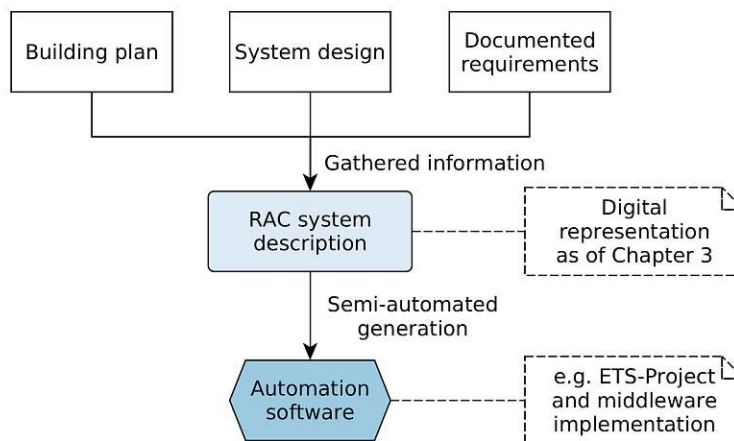 Building plan
System design
Documented
requirements
Gathered information
RAC system
description
Digital
representation
as of Chapter 3
Semi-automated
generation
Automation
software
e.g. ETS-Project
and middleware
implementation